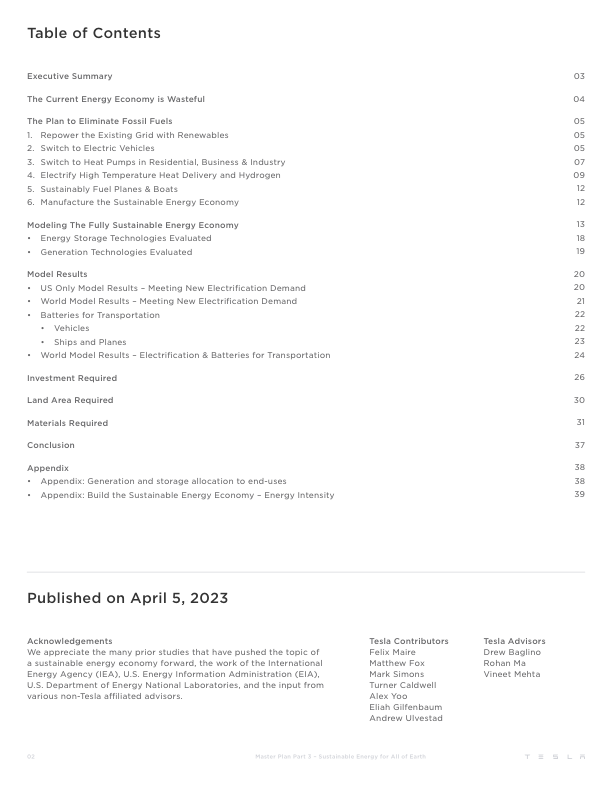 Table of Contents
Executive Summary 03
The Current Energy Economy is Wasteful 04
The Plan to Eliminate Fossil Fuels 05
1. Repower the Existing Grid with Renewables 05
2. Switch to Electric Vehicles 05
3. Switch to Heat Pumps in Residential, Business & Industry 07
4. Electrify High Temperature Heat Delivery and Hydrogen 09
5. Sustainably Fuel Planes & Boats 12
6. Manufacture the Sustainable Energy Economy 12
Modeling The Fully Sustainable Energy Economy 13
• Energy Storage Technologies Evaluated 18
• Generation Technologies Evaluated 19
Model Results 20
• US Only Model Results – Meeting New Electrification Demand 20
• World Model Results – Meeting New Electrification Demand 21
• Batteries for Transportation 22
• Vehicles 22
• Ships and Planes 23
• World Model Results – Electrification & Batteries for Transportation 24
Investment Required 26
Land Area Required 30
Materials Required 31
Conclusion 37
Appendix 38
• Appendix: Generation and storage allocation to end-uses 38
• Appendix: Build the Sustainable Energy Economy – Energy Intensity 39
Published on April 5, 2023
Acknowledgements
We appreciate the many prior studies that have pushed the topic of
a sustainable energy economy forward, the work of the International
Energy Agency (IEA), U.S. Energy Information Administration (EIA),
U.S. Department of Energy National Laboratories, and the input from
various non-Tesla affiliated advisors.
Tesla Contributors
Felix Maire
Matthew Fox
Mark Simons
Turner Caldwell
Alex Yoo
Eliah Gilfenbaum
Andrew Ulvestad
Tesla Advisors
Drew Baglino
Rohan Ma
Vineet Mehta
02 Master Plan Part 3 – Sustainable Energy for All of Earth TESLA